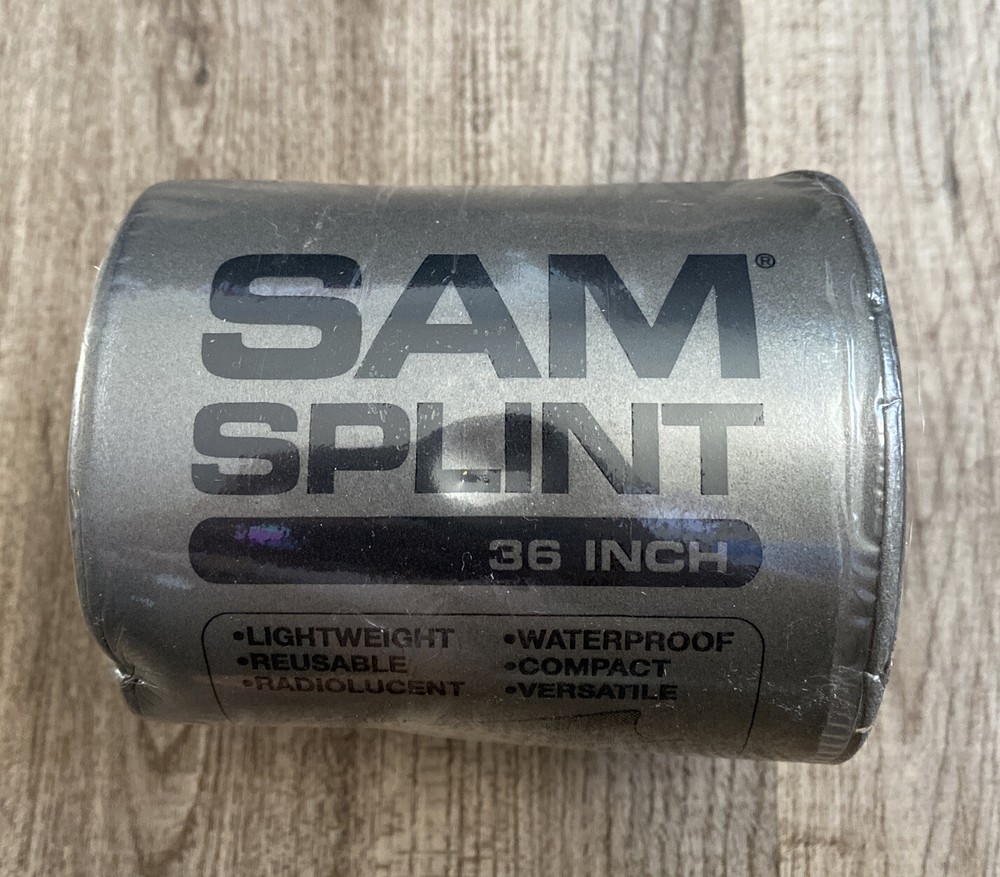 SAM®
SPLINT
36 INCH
•LIGHTWEIGHT •WATERPROOF
•REUSABLE •COMPACT
•RADIOLUCENT •VERSATILE